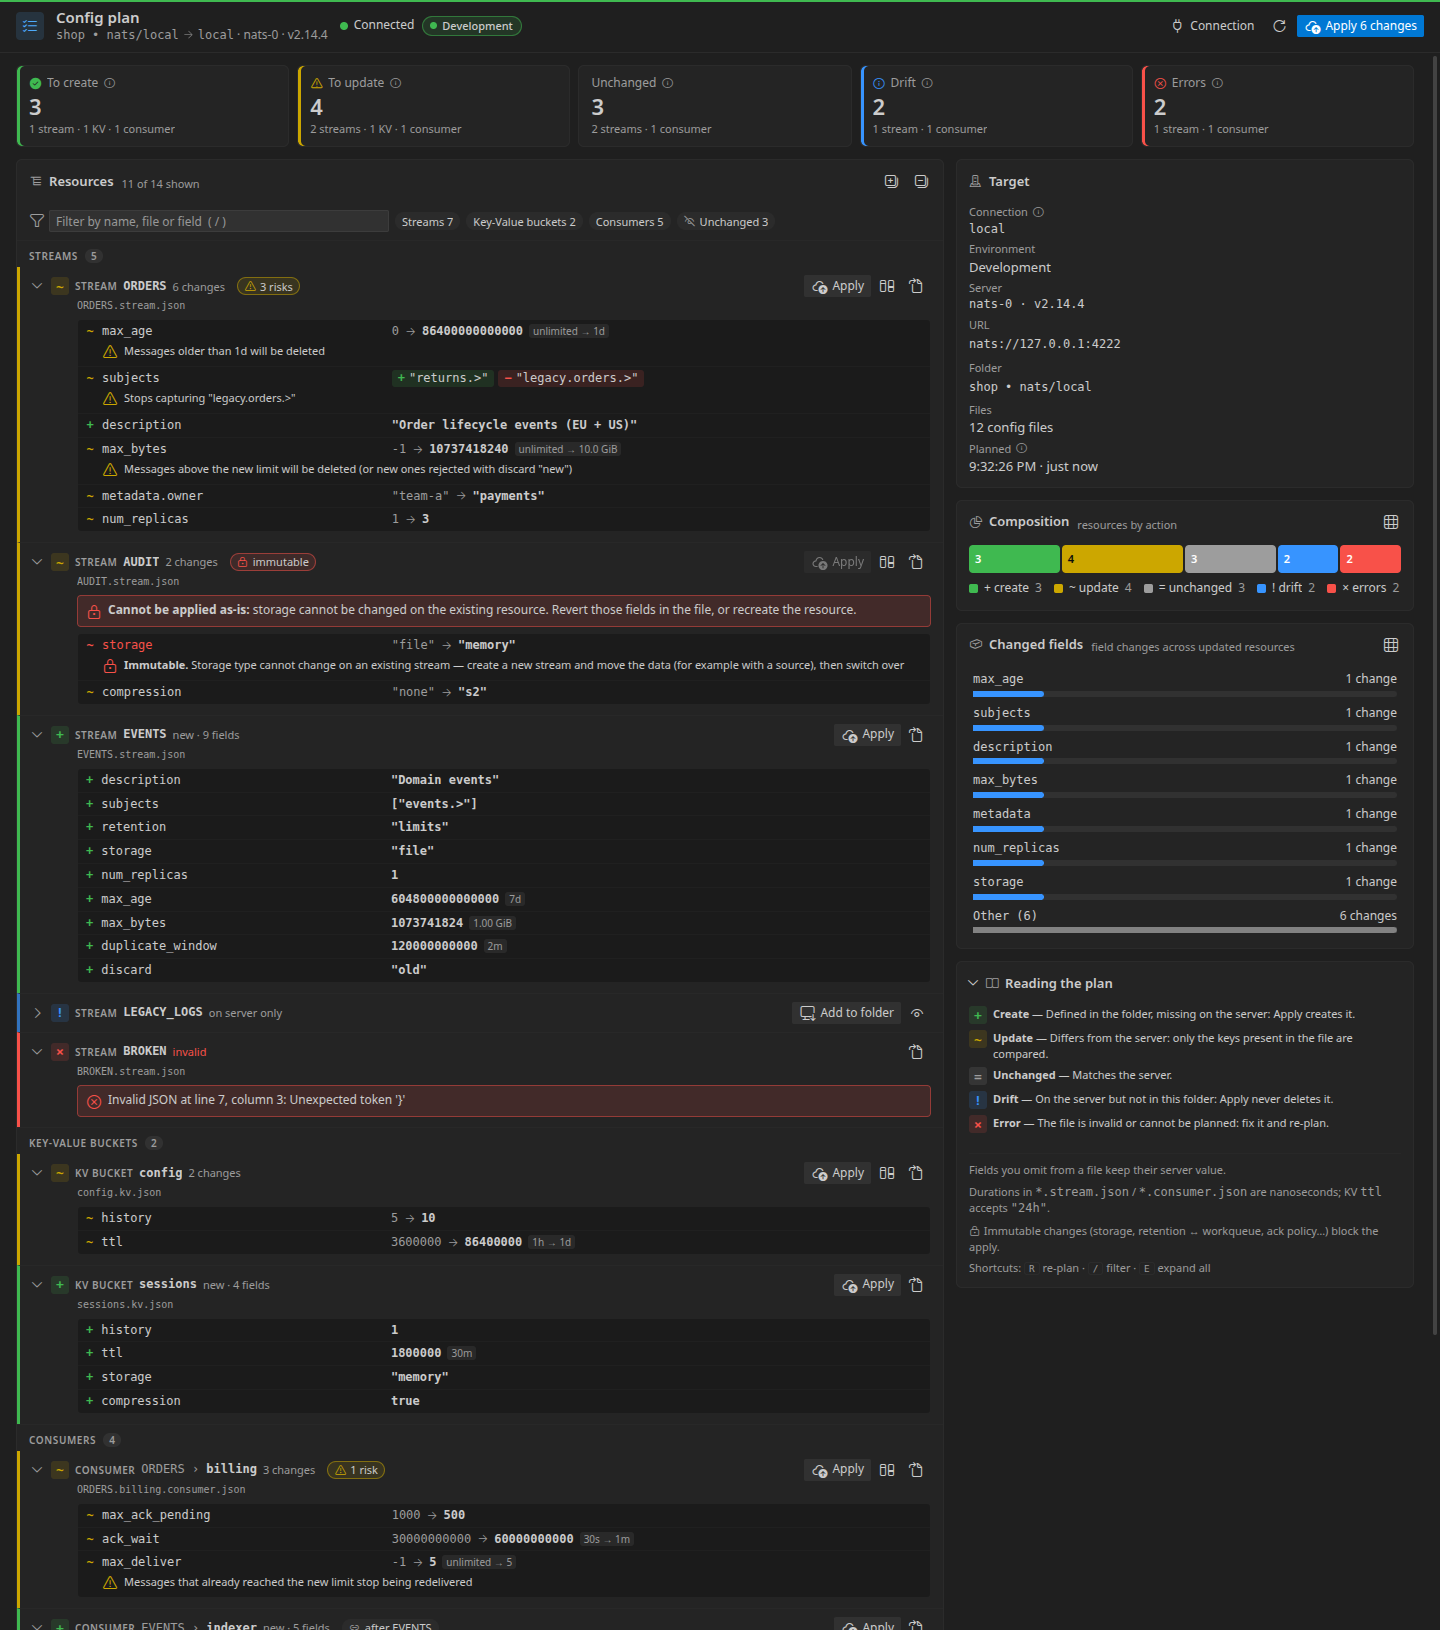 Config plan
shop • nats/local → local · nats-0 · v2.14.4
Connected
Development
Connection
Apply 6 changes
To create
3
1 stream · 1 KV · 1 consumer
To update
4
2 streams · 1 KV · 1 consumer
Unchanged
3
2 streams · 1 consumer
Drift
2
1 stream · 1 consumer
Errors
2
1 stream · 1 consumer
Resources 11 of 14 shown
Filter by name, file or field ( / )
Streams 7
Key-Value buckets 2
Consumers 5
Unchanged 3
STREAMS 5
~ STREAM ORDERS 6 changes 3 risks Apply
ORDERS.stream.json
~ max_age 0 → 86400000000000 unlimited → 1d
Messages older than 1d will be deleted
~ subjects + "returns.>" − "legacy.orders.>"
Stops capturing "legacy.orders.>"
+ description "Order lifecycle events (EU + US)"
~ max_bytes -1 → 10737418240 unlimited → 10.0 GiB
Messages above the new limit will be deleted (or new ones rejected with discard "new")
~ metadata.owner "team-a" → "payments"
~ num_replicas 1 → 3
~ STREAM AUDIT 2 changes immutable Apply
AUDIT.stream.json
Cannot be applied as-is: storage cannot be changed on the existing resource. Revert those fields in the file, or recreate the resource.
~ storage "file" → "memory"
Immutable. Storage type cannot change on an existing stream — create a new stream and move the data (for example with a source), then switch over
~ compression "none" → "s2"
+ STREAM EVENTS new · 9 fields Apply
EVENTS.stream.json
+ description "Domain events"
+ subjects ["events.>"]
+ retention "limits"
+ storage "file"
+ num_replicas 1
+ max_age 604800000000000 7d
+ max_bytes 1073741824 1.00 GiB
+ duplicate_window 120000000000 2m
+ discard "old"
! STREAM LEGACY_LOGS on server only Add to folder
× STREAM BROKEN invalid
BROKEN.stream.json
Invalid JSON at line 7, column 3: Unexpected token '}'
KEY-VALUE BUCKETS 2
~ KV BUCKET config 2 changes Apply
config.kv.json
~ history 5 → 10
~ ttl 3600000 → 86400000 1h → 1d
+ KV BUCKET sessions new · 4 fields Apply
sessions.kv.json
+ history 1
+ ttl 1800000 30m
+ storage "memory"
+ compression true
CONSUMERS 4
~ CONSUMER ORDERS › billing 3 changes 1 risk Apply
ORDERS.billing.consumer.json
~ max_ack_pending 1000 → 500
~ ack_wait 30000000000 → 60000000000 30s → 1m
~ max_deliver -1 → 5 unlimited → 5
Messages that already reached the new limit stop being redelivered
+ CONSUMER EVENTS › indexer new · 5 fields after EVENTS Apply
Target
Connection
local
Environment
Development
Server
nats-0 · v2.14.4
URL
nats://127.0.0.1:4222
Folder
shop • nats/local
Files
12 config files
Planned
9:32:26 PM · just now
Composition resources by action
3 4 3 2 2
+ create 3 ~ update 4 = unchanged 3 ! drift 2 × errors 2
Changed fields field changes across updated resources
max_age 1 change
subjects 1 change
description 1 change
max_bytes 1 change
metadata 1 change
num_replicas 1 change
storage 1 change
Other (6) 6 changes
Reading the plan
+ Create — Defined in the folder, missing on the server: Apply creates it.
~ Update — Differs from the server: only the keys present in the file are
compared.
= Unchanged — Matches the server.
! Drift — On the server but not in this folder: Apply never deletes it.
× Error — The file is invalid or cannot be planned: fix it and re-plan.
Fields you omit from a file keep their server value.
Durations in *.stream.json / *.consumer.json are nanoseconds; KV ttl
accepts "24h".
Immutable changes (storage, retention ↔ workqueue, ack policy...) block the
apply.
Shortcuts: R re-plan · / filter · E expand all